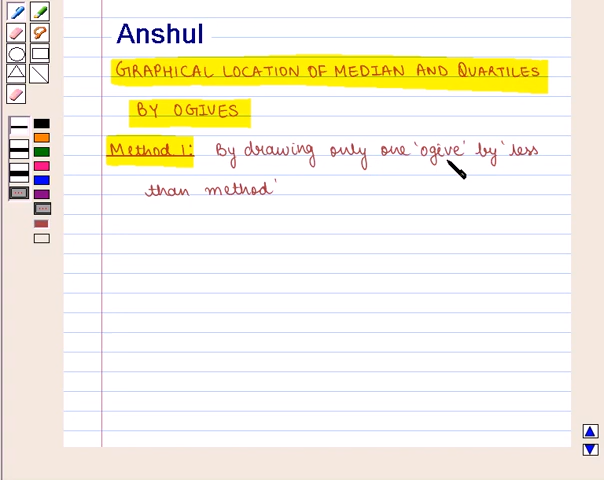 Anshul
GRAPHICAL LOCATION OF MEDIAN AND QUARTILES
BY OGIVES
Method 1: By drawing only one 'ogive' by 'less
than method'